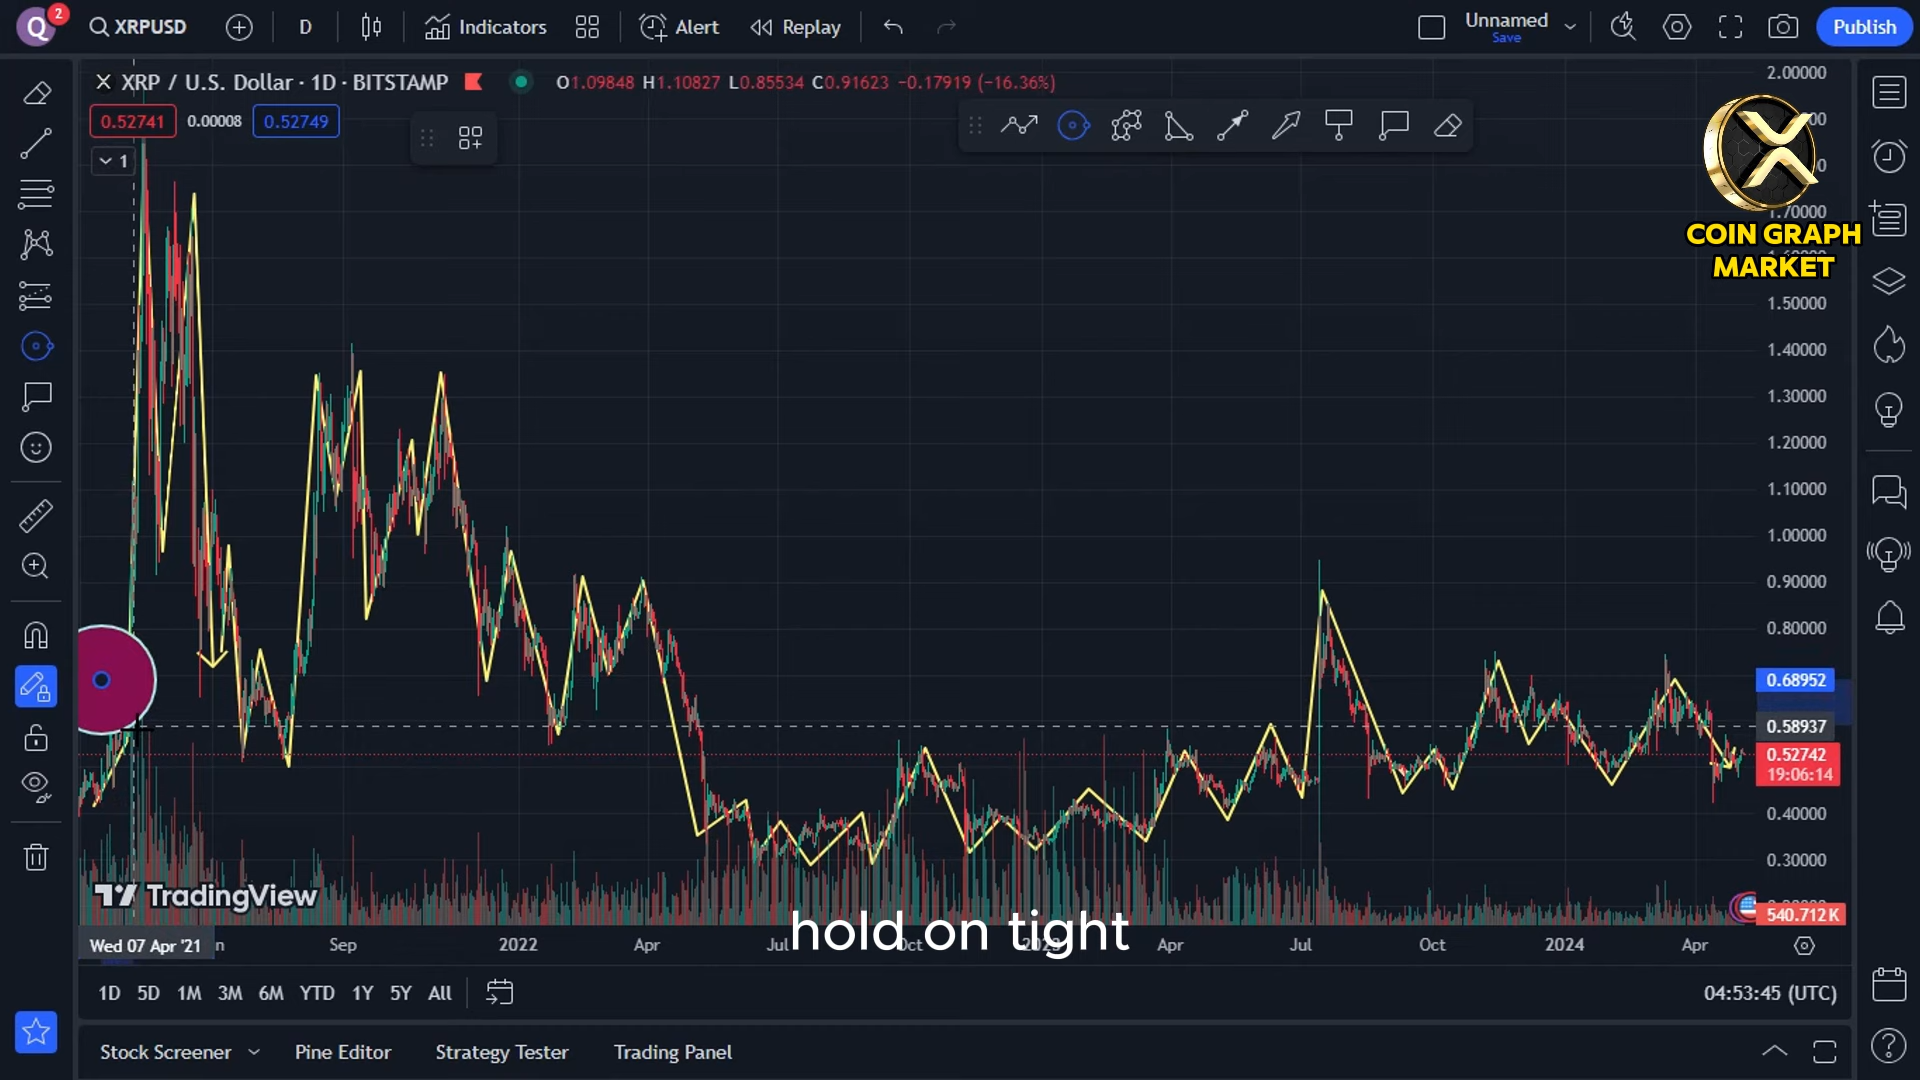 Q 2 XRPUSD D Indicators Alert Replay Unnamed Save Publish
XRP / U.S. Dollar · 1D · BITSTAMP O1.09848 H1.10827 L0.85534 C0.91623 −0.17919 (−16.36%)
0.52741 0.00008 0.52749
1
COIN GRAPH
MARKET
2.00000
1.70000
1.50000
1.40000
1.30000
1.20000
1.10000
1.00000
0.90000
0.80000
0.68952
0.58937
0.52742
19:06:14
0.40000
0.30000
540.712K
TradingView
hold on tight
Wed 07 Apr '21 Sep 2022 Apr Jul Oct 2023 Apr Jul Oct 2024 Apr
1D 5D 1M 3M 6M YTD 1Y 5Y All 04:53:45 (UTC)
Stock Screener Pine Editor Strategy Tester Trading Panel